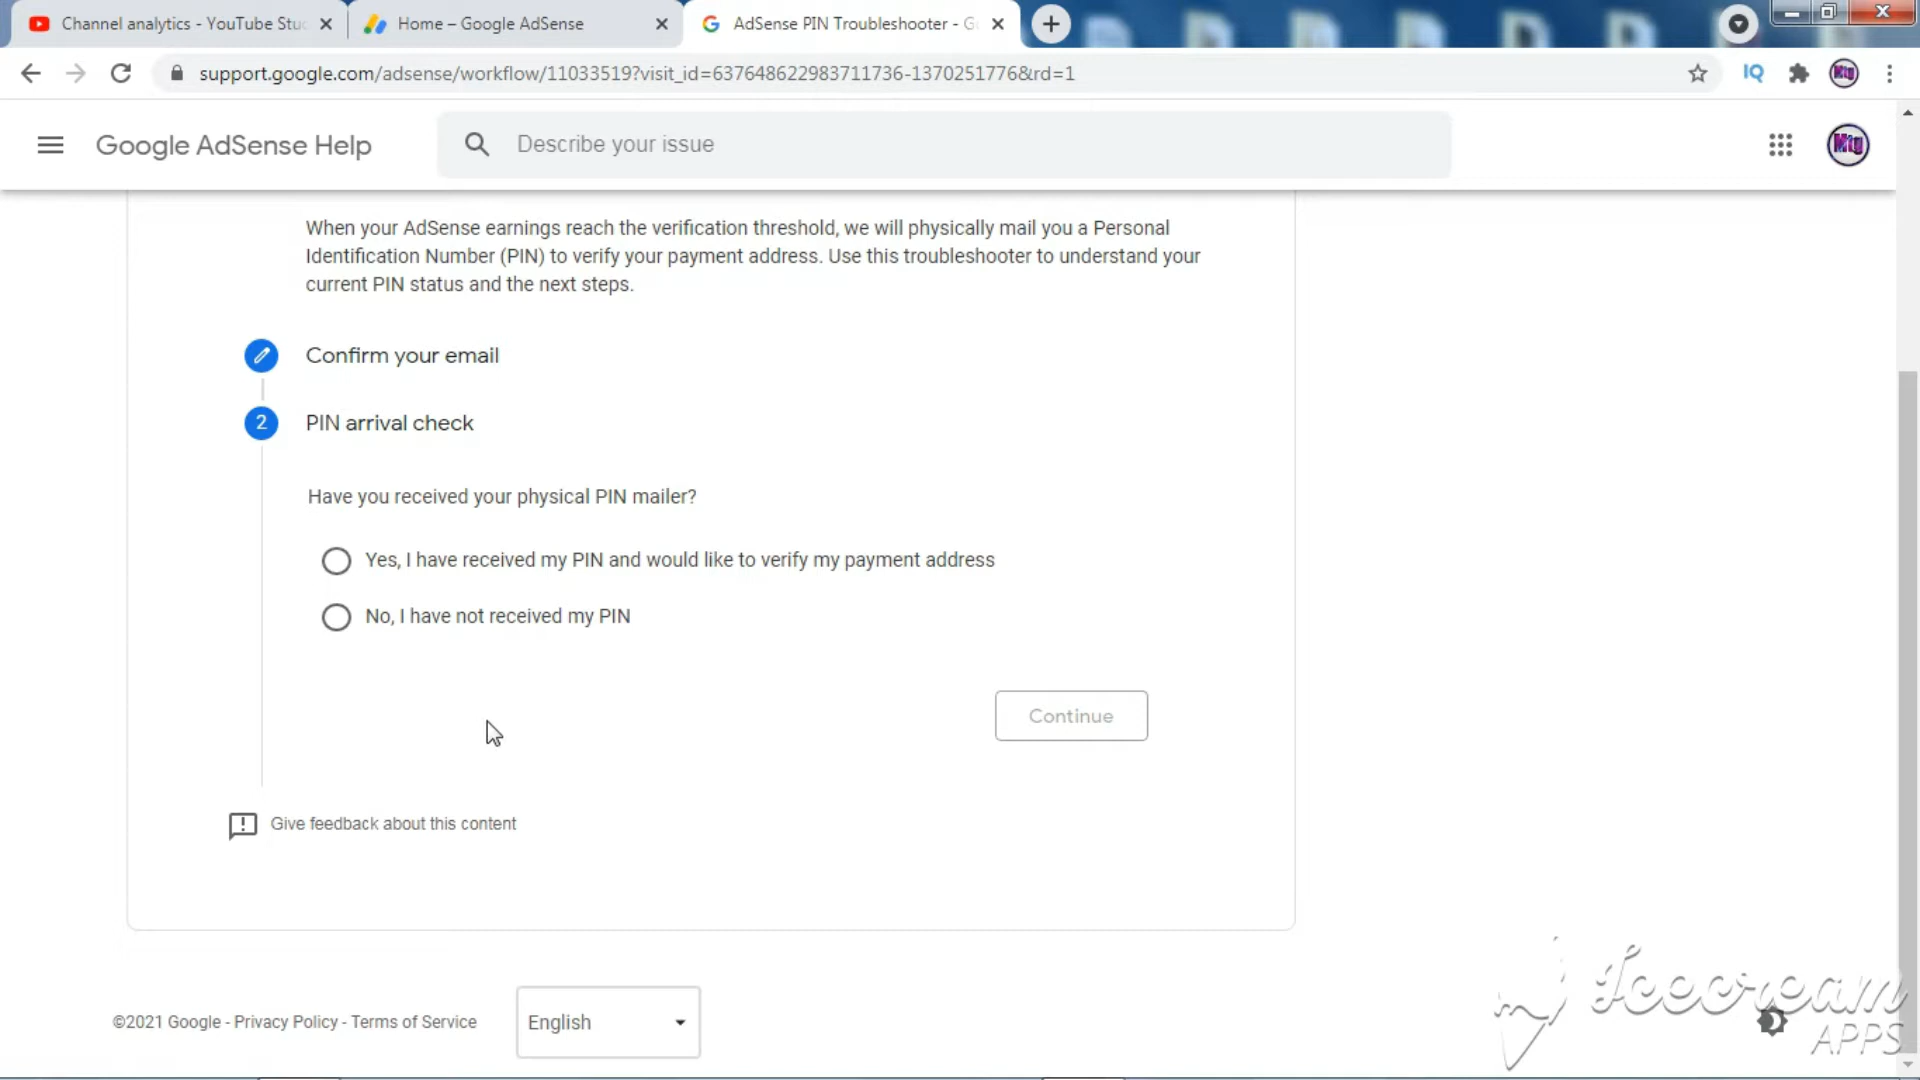 Channel analytics - YouTube Stud
Home – Google AdSense
AdSense PIN Troubleshooter - G
support.google.com/adsense/workflow/11033519?visit_id=637648622983711736-1370251776&rd=1
IQ
Google AdSense Help
Describe your issue
When your AdSense earnings reach the verification threshold, we will physically mail you a Personal
Identification Number (PIN) to verify your payment address. Use this troubleshooter to understand your
current PIN status and the next steps.
Confirm your email
2
PIN arrival check
Have you received your physical PIN mailer?
Yes, I have received my PIN and would like to verify my payment address
No, I have not received my PIN
Continue
Give feedback about this content
©2021 Google - Privacy Policy - Terms of Service
English
Icecream
APPS